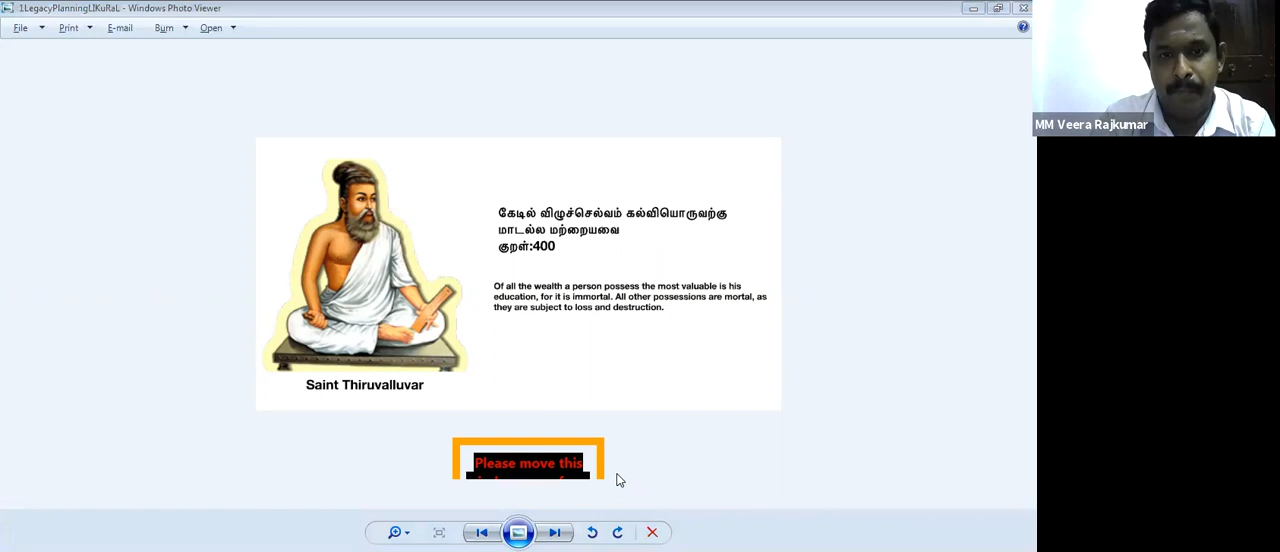 1LegacyPlanningLIKuRaL - Windows Photo Viewer
File Print E-mail Burn Open
MM Veera Rajkumar
கேடில் விழுச்செல்வம் கல்வியொருவற்கு
மாடல்ல மற்றையவை
குறள்:400
Of all the wealth a person possess the most valuable is his
education, for it is immortal. All other possessions are mortal, as
they are subject to loss and destruction.
Saint Thiruvalluvar
Please move this